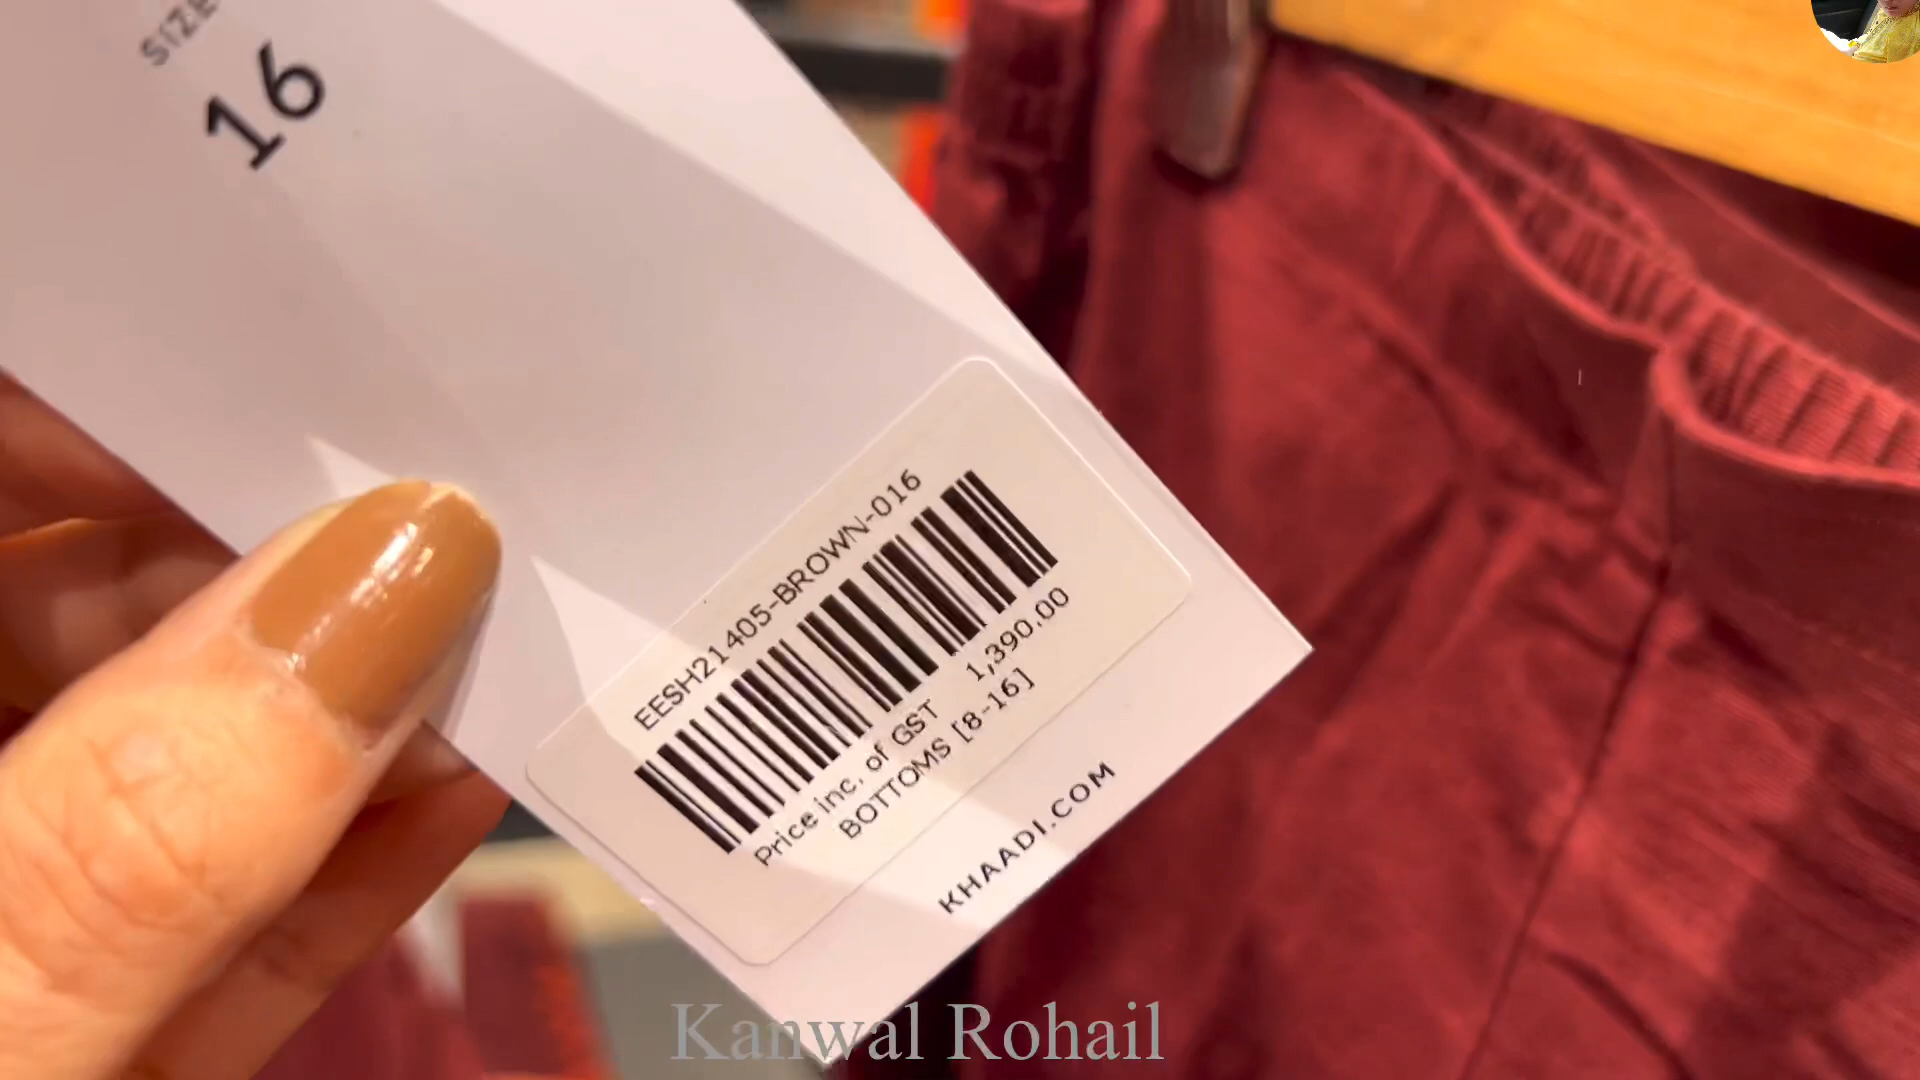 SIZE
16
EESH21405-BROWN-016
Price inc. of GST 1,390.00
BOTTOMS [8-16]
KHAADI.COM
Kanwal Rohail